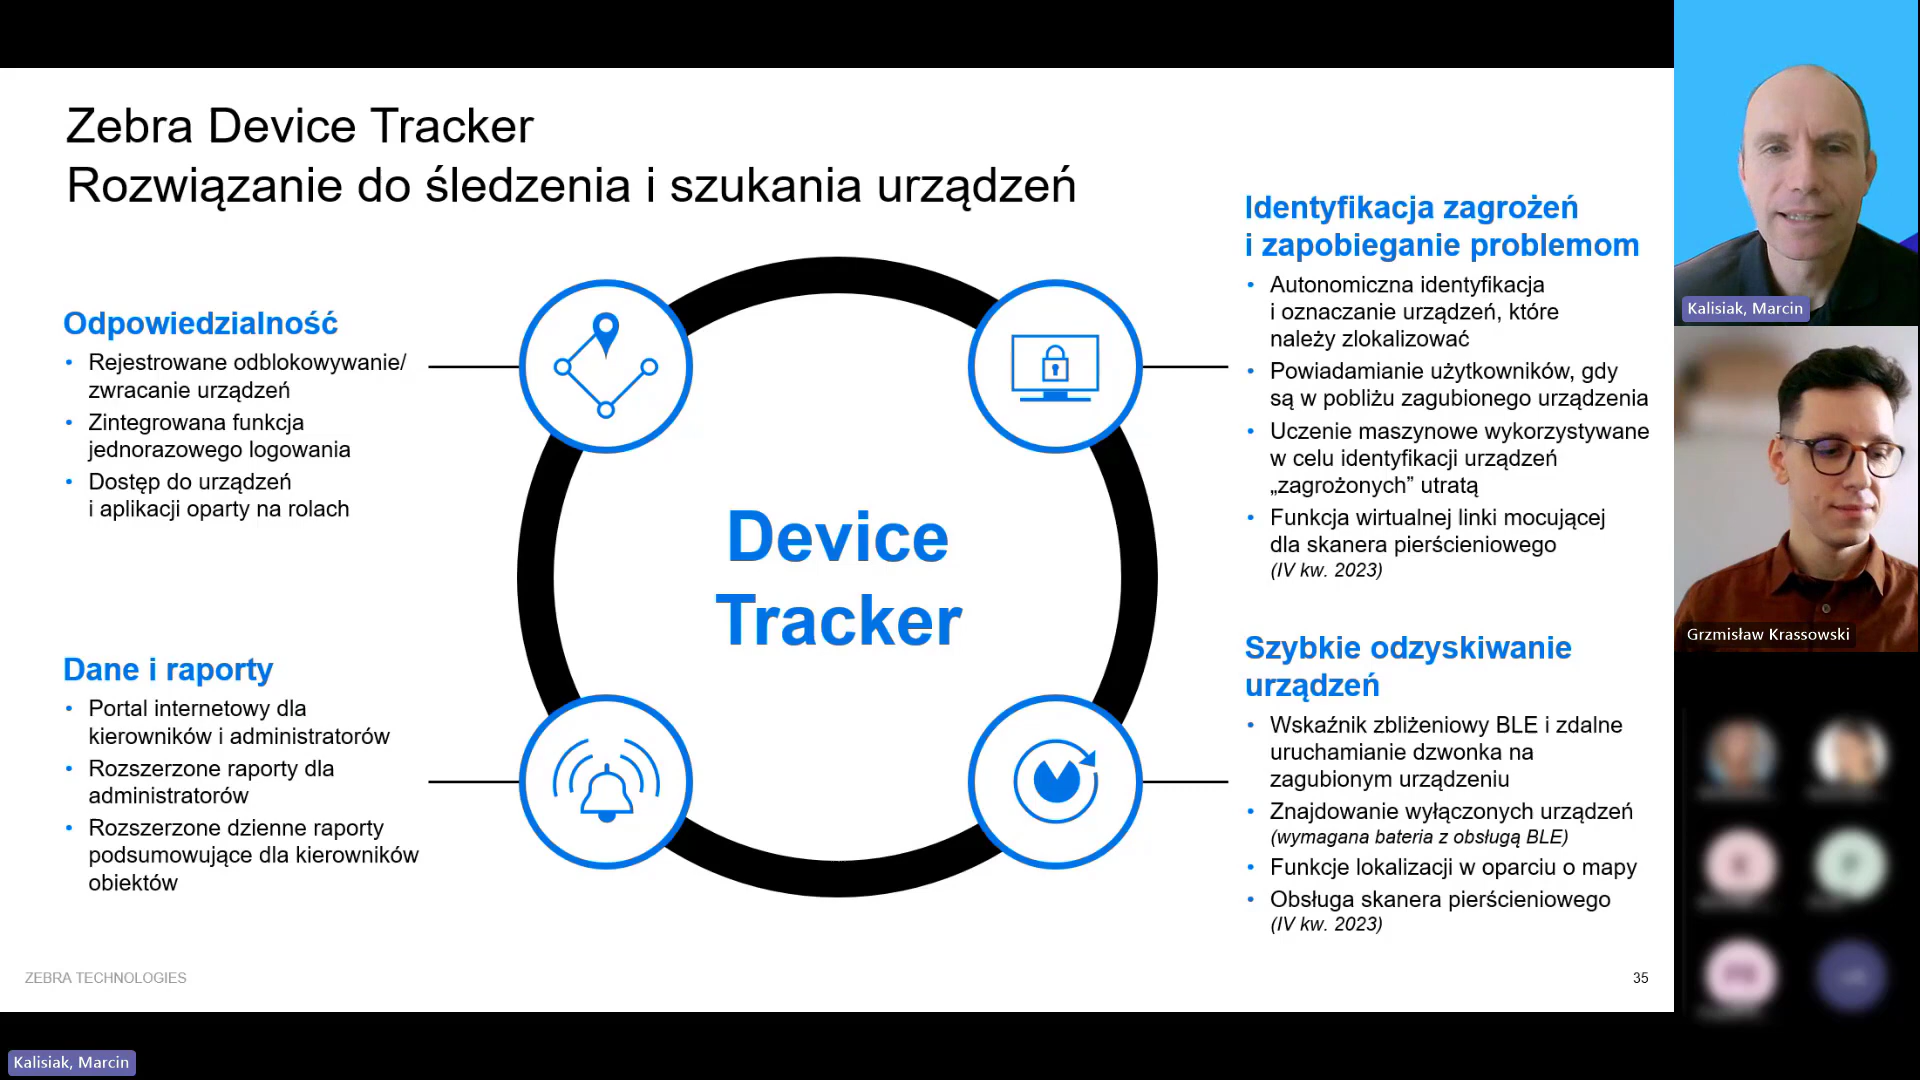 Zebra Device Tracker
Rozwiązanie do śledzenia i szukania urządzeń
Odpowiedzialność
• Rejestrowane odblokowywanie/
zwracanie urządzeń
• Zintegrowana funkcja
jednorazowego logowania
• Dostęp do urządzeń
i aplikacji oparty na rolach
Dane i raporty
• Portal internetowy dla
kierowników i administratorów
• Rozszerzone raporty dla
administratorów
• Rozszerzone dzienne raporty
podsumowujące dla kierowników
obiektów
Device
Tracker
Identyfikacja zagrożeń
i zapobieganie problemom
• Autonomiczna identyfikacja
i oznaczanie urządzeń, które
należy zlokalizować
• Powiadamianie użytkowników, gdy
są w pobliżu zagubionego urządzenia
• Uczenie maszynowe wykorzystywane
w celu identyfikacji urządzeń
„zagrożonych” utratą
• Funkcja wirtualnej linki mocującej
dla skanera pierścieniowego
(IV kw. 2023)
Szybkie odzyskiwanie
urządzeń
• Wskaźnik zbliżeniowy BLE i zdalne
uruchamianie dzwonka na
zagubionym urządzeniu
• Znajdowanie wyłączonych urządzeń
(wymagana bateria z obsługą BLE)
• Funkcje lokalizacji w oparciu o mapy
• Obsługa skanera pierścieniowego
(IV kw. 2023)
ZEBRA TECHNOLOGIES
35
Kalisiak, Marcin
Grzmisław Krassowski
Kalisiak, Marcin